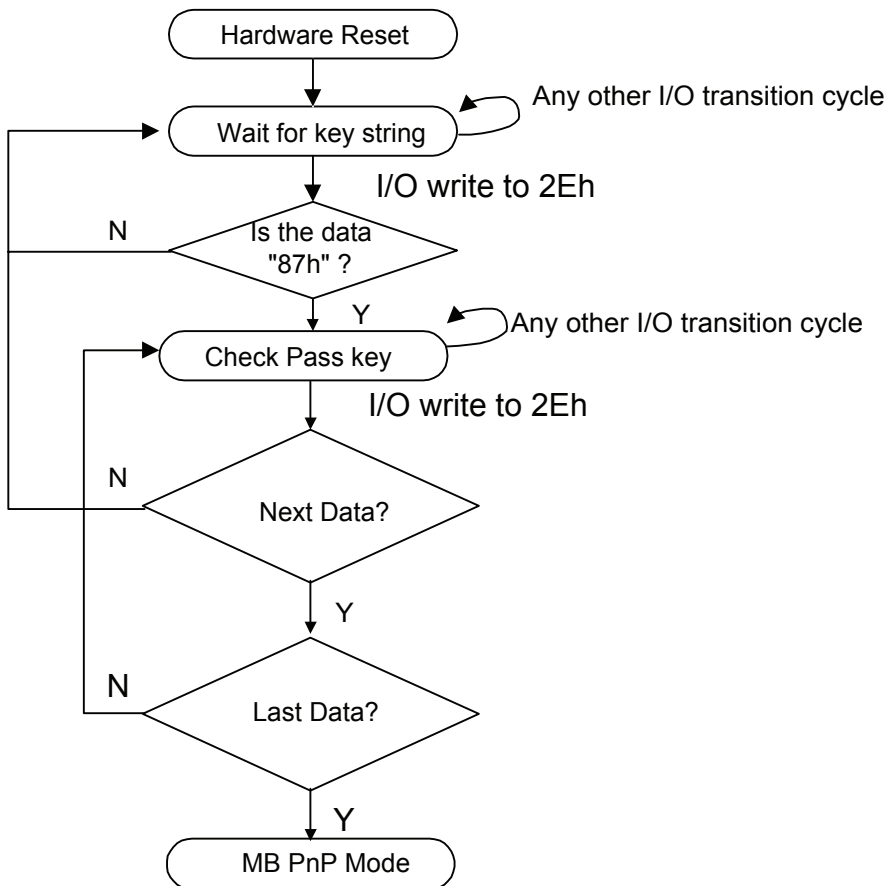 Hardware Reset
Any other I/O transition cycle
Wait for key string
I/O write to 2Eh
N
Is the data
"87h" ?
Y
Any other I/O transition cycle
Check Pass key
I/O write to 2Eh
N
Next Data?
Y
N
Last Data?
Y
MB PnP Mode